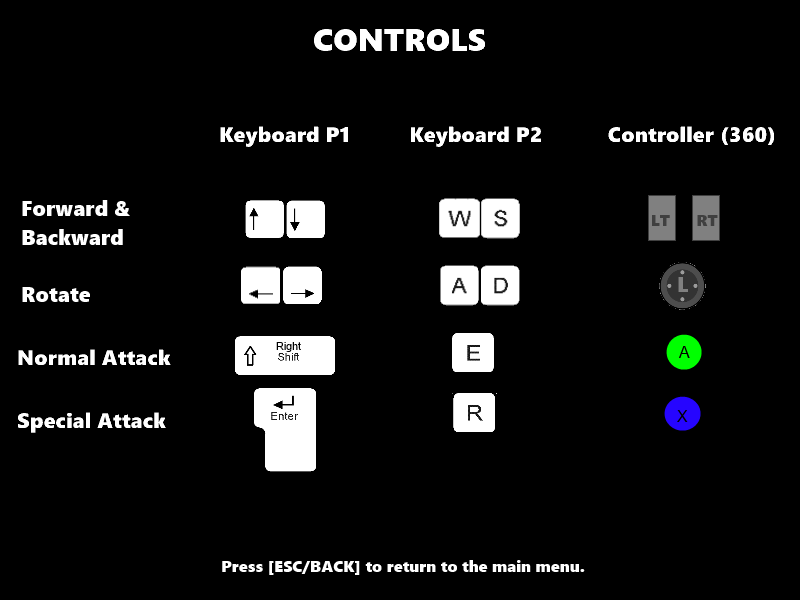 CONTROLS
Keyboard P1 Keyboard P2 Controller (360)
Forward &
Backward
↑ ↓ W S LT RT
Rotate ← → A D L
Normal Attack Right
Shift
E A
Special Attack Enter R X
Press [ESC/BACK] to return to the main menu.